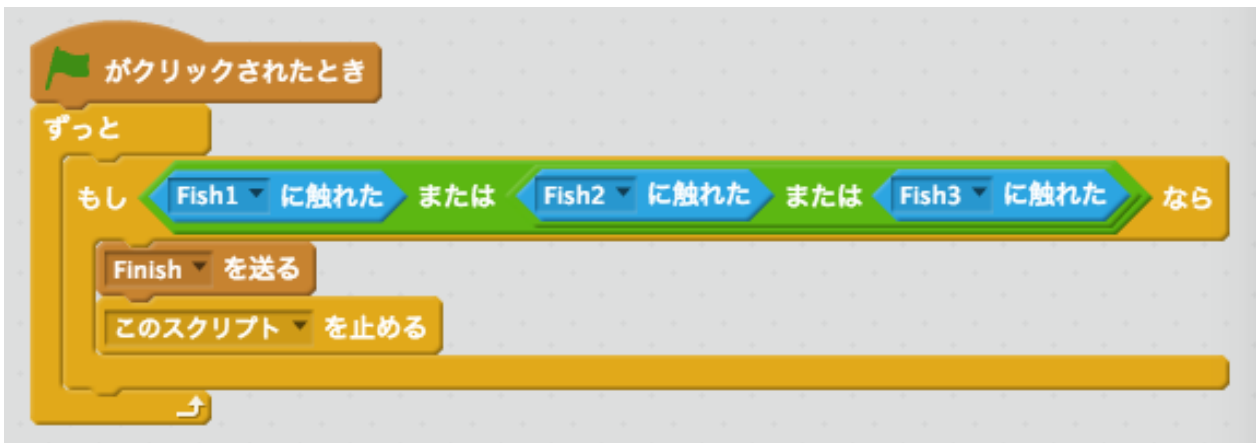 がクリックされたとき
ずっと
もし Fish1 に触れた または Fish2 に触れた または Fish3 に触れた なら
Finish を送る
このスクリプト を止める